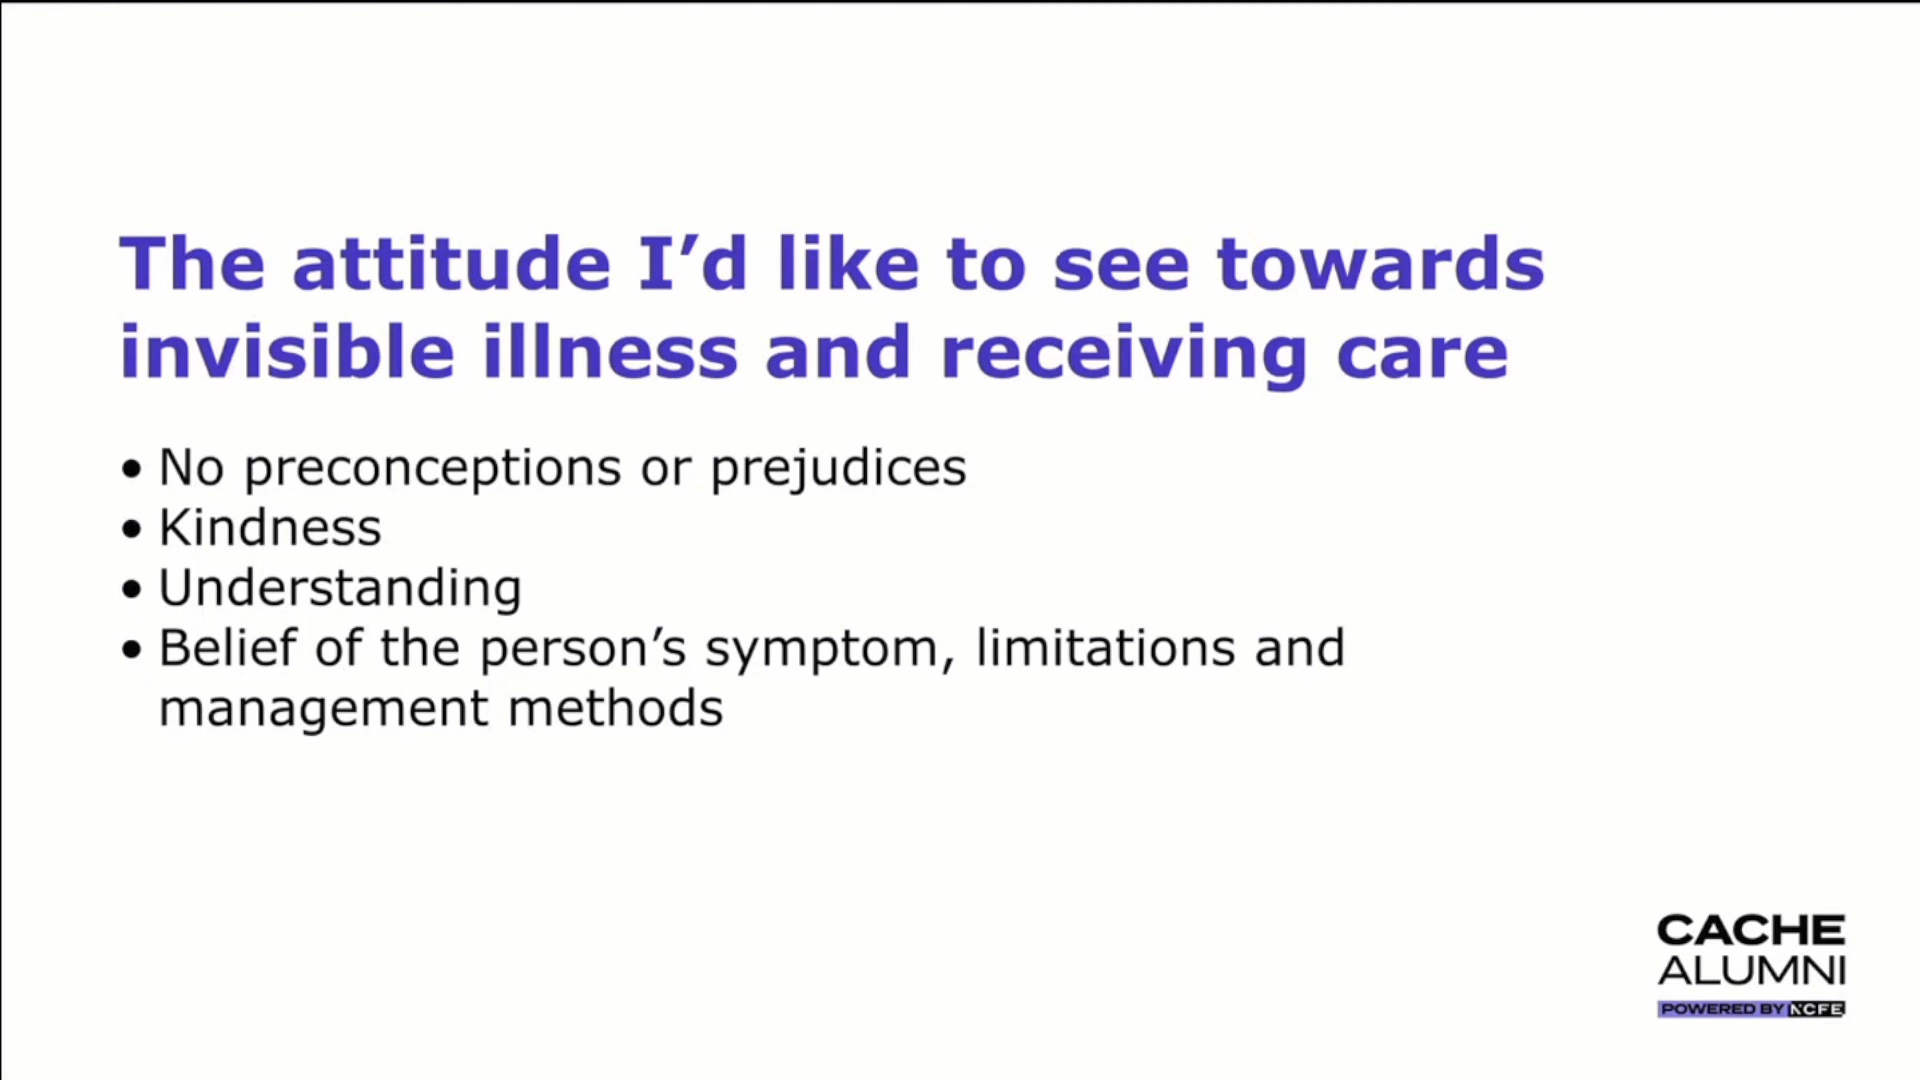 The attitude I’d like to see towards
invisible illness and receiving care
• No preconceptions or prejudices
• Kindness
• Understanding
• Belief of the person’s symptom, limitations and
management methods
CACHE
ALUMNI
POWERED BY NCFE